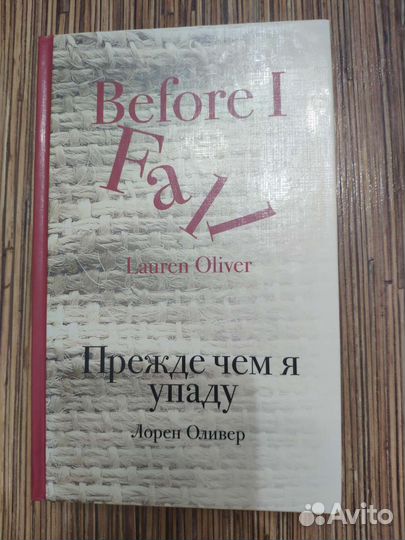 Before I
Fall
Lauren Oliver
Прежде чем я
упаду
Лорен Оливер
Avito